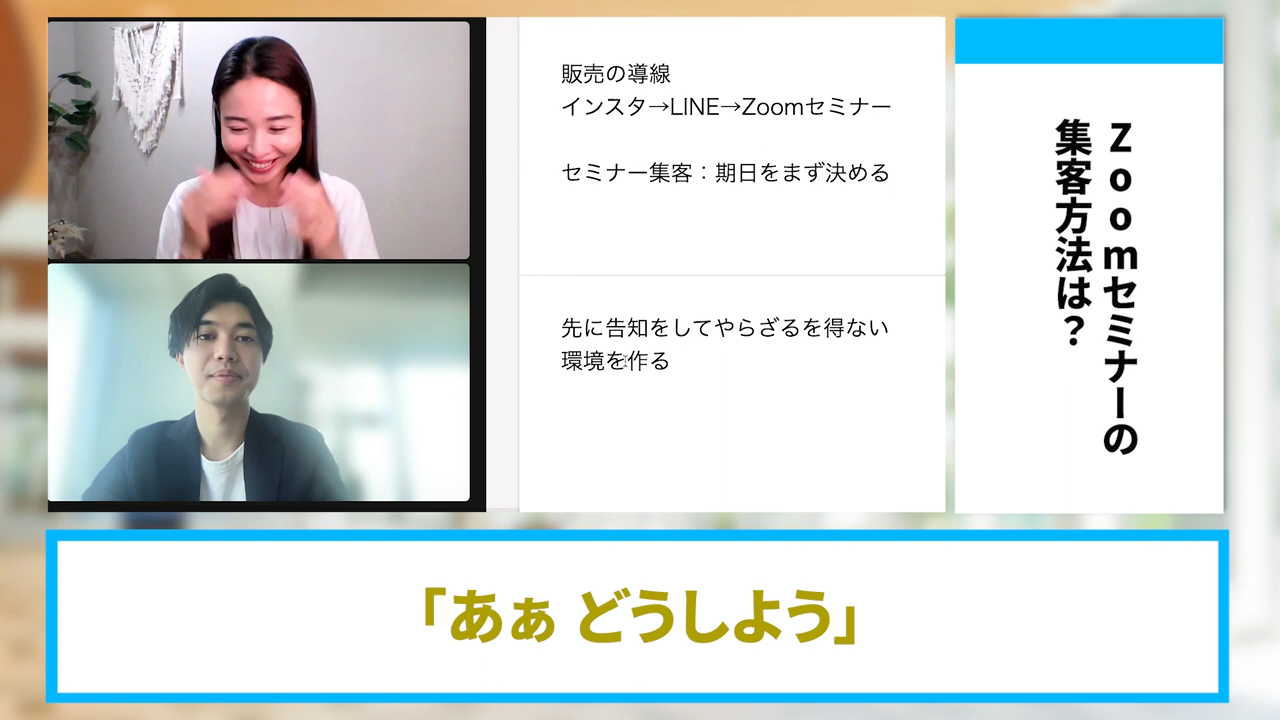 販売の導線
インスタ→LINE→Zoomセミナー
セミナー集客：期日をまず決める
先に告知をしてやらざるを得ない
環境を作る
Zoomセミナーの
集客方法は？
「あぁ どうしよう」